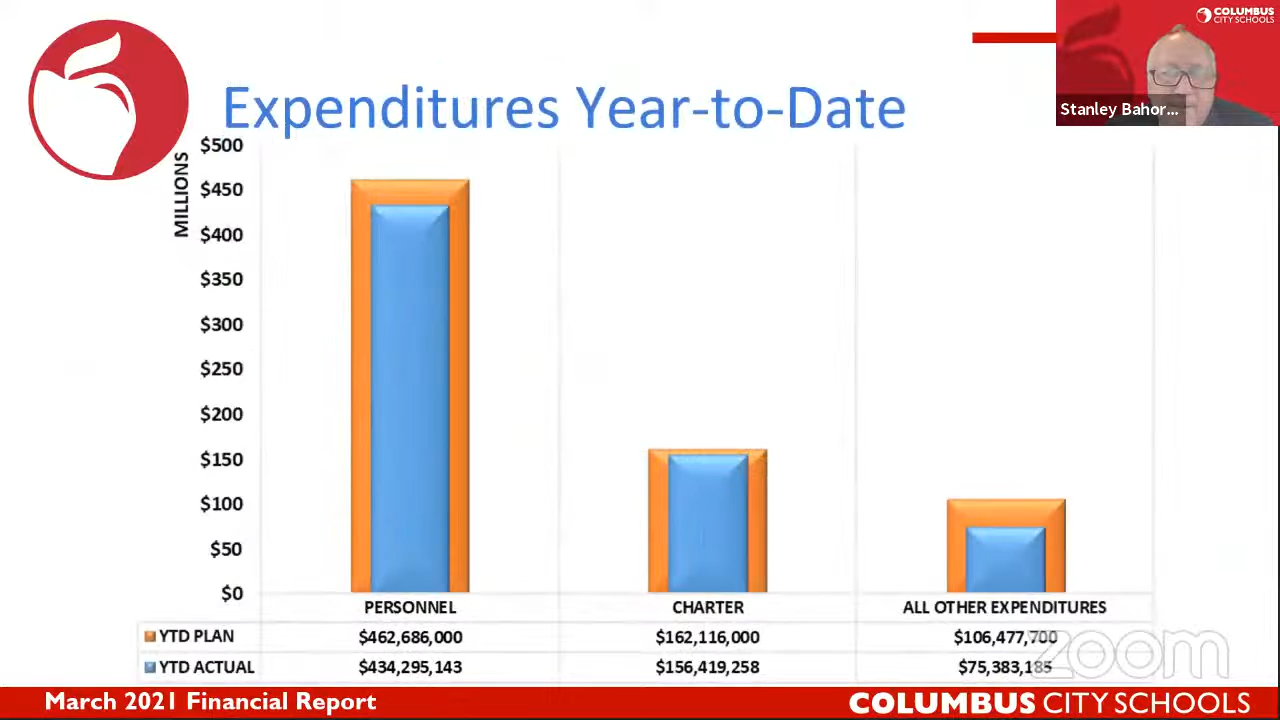 COLUMBUS
CITY SCHOOLS
Stanley Bahor...
Expenditures Year-to-Date
MILLIONS
$500
$450
$400
$350
$300
$250
$200
$150
$100
$50
$0
PERSONNEL CHARTER ALL OTHER EXPENDITURES
YTD PLAN $462,686,000 $162,116,000 $106,477,700
YTD ACTUAL $434,295,143 $156,419,258 $75,383,185
zoom
March 2021 Financial Report COLUMBUS CITY SCHOOLS